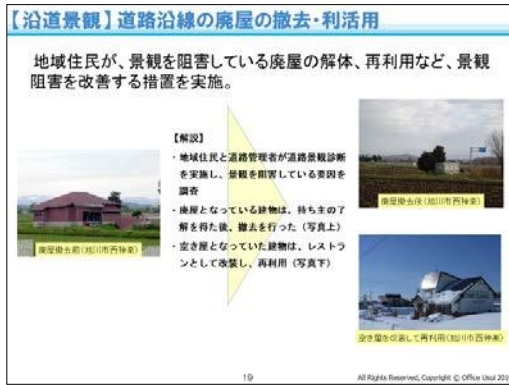 【沿道景観】道路沿線の廃屋の撤去・利活用
地域住民が、景観を阻害している廃屋の解体、再利用など、景観
阻害を改善する措置を実施。
【解説】
・地域住民と道路管理者が道路景観診断
を実施し、景観を阻害している要因を
調査
・廃屋となっている建物は、持ち主の了
解を得た後、撤去を行った（写真上）
・空き屋となっていた建物は、レストラ
ンとして改装し、再利用（写真下）
廃屋撤去前(旭川市西神楽)
廃屋撤去後(旭川市西神楽)
空き屋を改装して再利用(旭川市西神楽)
19
All Rights Reserved, Copyright © Office Usui 201